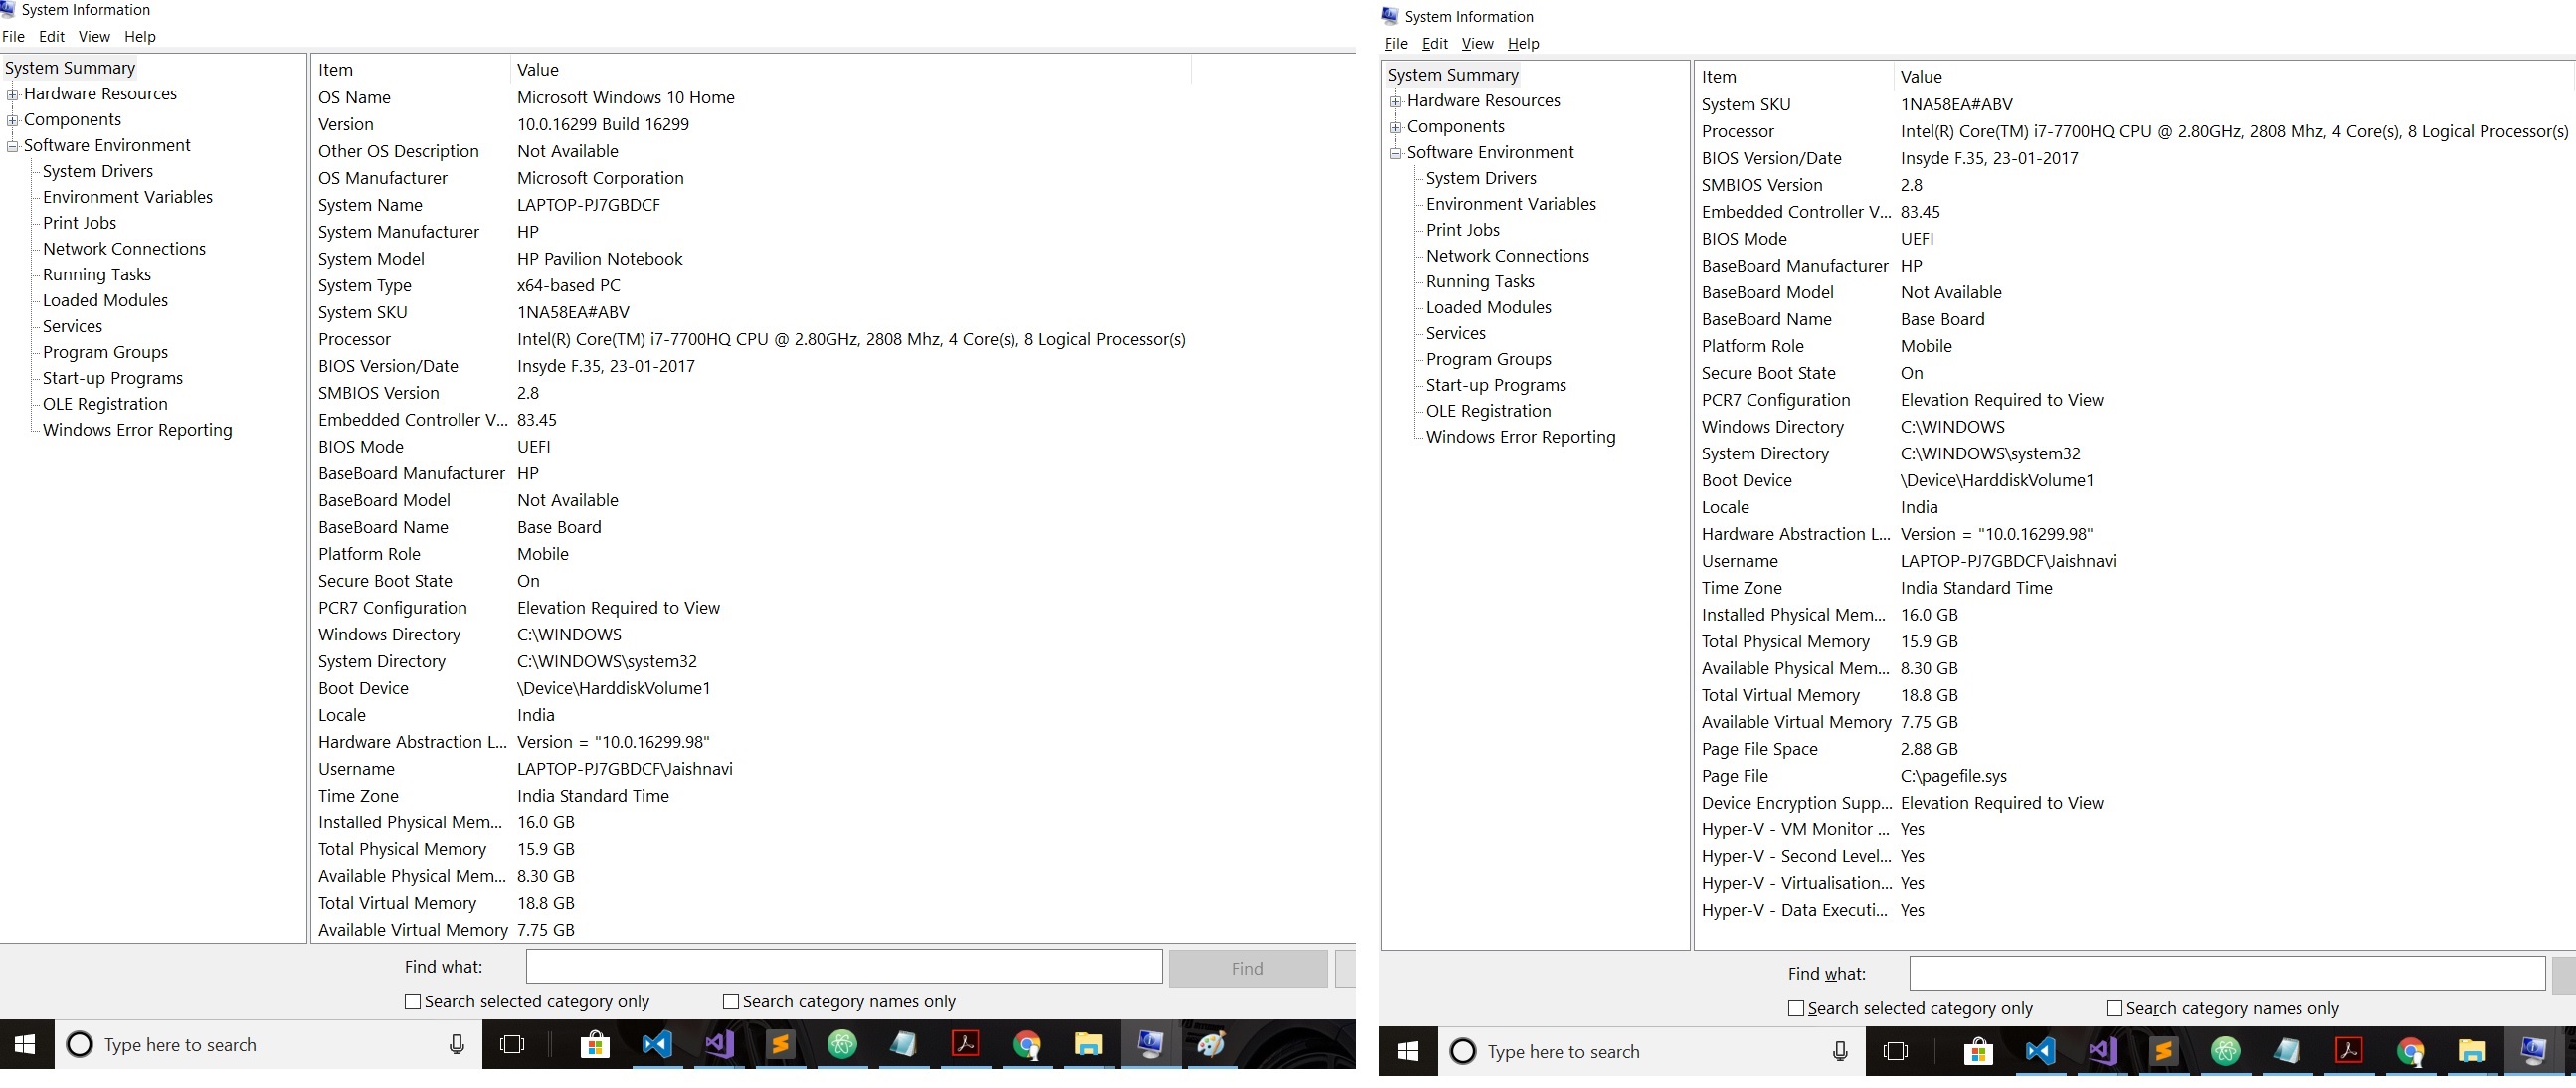 System Information
File Edit View Help
System Summary
Hardware Resources
Components
Software Environment
System Drivers
Environment Variables
Print Jobs
Network Connections
Running Tasks
Loaded Modules
Services
Program Groups
Start-up Programs
OLE Registration
Windows Error Reporting
Item Value
OS Name Microsoft Windows 10 Home
Version 10.0.16299 Build 16299
Other OS Description Not Available
OS Manufacturer Microsoft Corporation
System Name LAPTOP-PJ7GBDCF
System Manufacturer HP
System Model HP Pavilion Notebook
System Type x64-based PC
System SKU 1NA58EA#ABV
Processor Intel(R) Core(TM) i7-7700HQ CPU @ 2.80GHz, 2808 Mhz, 4 Core(s), 8 Logical Processor(s)
BIOS Version/Date Insyde F.35, 23-01-2017
SMBIOS Version 2.8
Embedded Controller V... 83.45
BIOS Mode UEFI
BaseBoard Manufacturer HP
BaseBoard Model Not Available
BaseBoard Name Base Board
Platform Role Mobile
Secure Boot State On
PCR7 Configuration Elevation Required to View
Windows Directory C:\WINDOWS
System Directory C:\WINDOWS\system32
Boot Device \Device\HarddiskVolume1
Locale India
Hardware Abstraction L... Version = "10.0.16299.98"
Username LAPTOP-PJ7GBDCF\Jaishnavi
Time Zone India Standard Time
Installed Physical Mem... 16.0 GB
Total Physical Memory 15.9 GB
Available Physical Mem... 8.30 GB
Total Virtual Memory 18.8 GB
Available Virtual Memory 7.75 GB
Find what: Find
Search selected category only Search category names only
Type here to search
System Information
File Edit View Help
System Summary
Hardware Resources
Components
Software Environment
System Drivers
Environment Variables
Print Jobs
Network Connections
Running Tasks
Loaded Modules
Services
Program Groups
Start-up Programs
OLE Registration
Windows Error Reporting
Item Value
System SKU 1NA58EA#ABV
Processor Intel(R) Core(TM) i7-7700HQ CPU @ 2.80GHz, 2808 Mhz, 4 Core(s), 8 Logical Processor(s)
BIOS Version/Date Insyde F.35, 23-01-2017
SMBIOS Version 2.8
Embedded Controller V... 83.45
BIOS Mode UEFI
BaseBoard Manufacturer HP
BaseBoard Model Not Available
BaseBoard Name Base Board
Platform Role Mobile
Secure Boot State On
PCR7 Configuration Elevation Required to View
Windows Directory C:\WINDOWS
System Directory C:\WINDOWS\system32
Boot Device \Device\HarddiskVolume1
Locale India
Hardware Abstraction L... Version = "10.0.16299.98"
Username LAPTOP-PJ7GBDCF\Jaishnavi
Time Zone India Standard Time
Installed Physical Mem... 16.0 GB
Total Physical Memory 15.9 GB
Available Physical Mem... 8.30 GB
Total Virtual Memory 18.8 GB
Available Virtual Memory 7.75 GB
Page File Space 2.88 GB
Page File C:\pagefile.sys
Device Encryption Supp... Elevation Required to View
Hyper-V - VM Monitor ... Yes
Hyper-V - Second Level... Yes
Hyper-V - Virtualisation... Yes
Hyper-V - Data Executi... Yes
Find what:
Search selected category only Search category names only
Type here to search